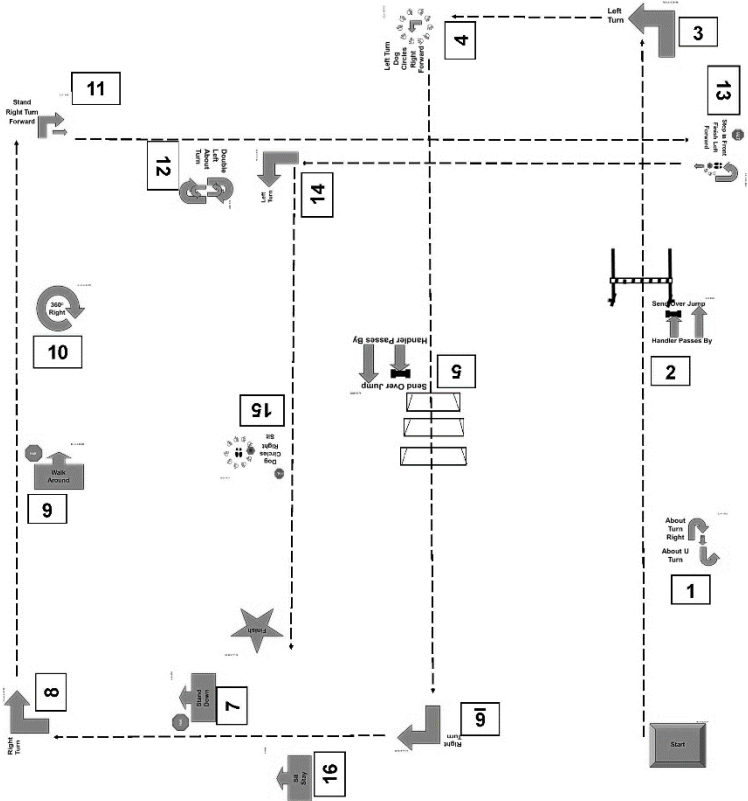 Left
Turn
3
Left Turn
Dog
Circles
Right
Forward
4
11
Stand
Right Turn
Forward
13
Stop in Front
Finish Left
Forward
12
Double
Left
About
Turn
Left
Turn
14
360°
Right
10
Send Over Jump
Handler Passes By
2
Handler Passes By
Send Over Jump
5
15
Sit
Dog
Circles
Right
Walk
Around
9
About
Turn
Right
About U
Turn
1
Finish
8
Right
Turn
Stand
Down
7
Right
Turn
6
Sit
Stay
16
Start